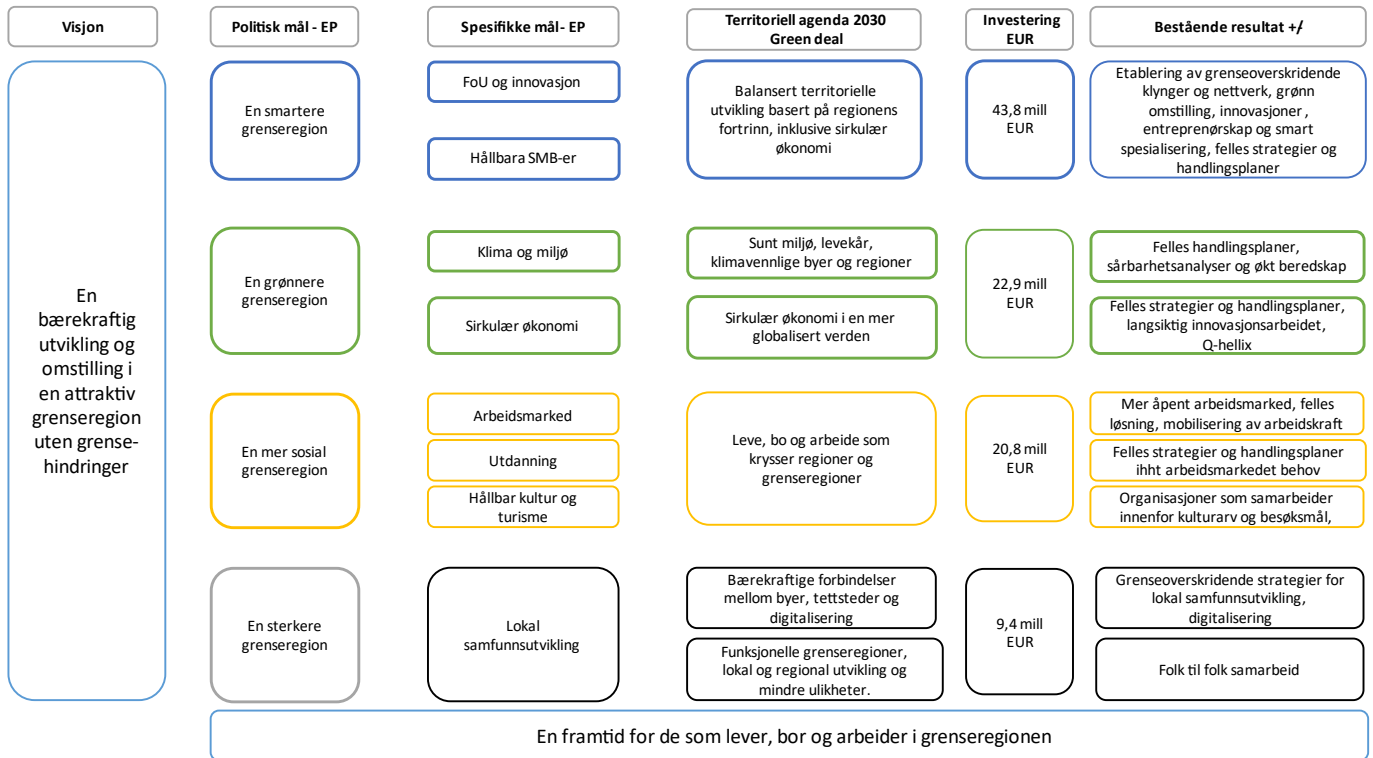 Visjon
Politisk mål - EP
Spesifikke mål- EP
Territoriell agenda 2030
Green deal
Investering
EUR
Bestående resultat +/
En
bærekraftig
utvikling og
omstilling i
en attraktiv
grenseregion
uten grense-
hindringer
En smartere
grenseregion
FoU og innovasjon
Hållbara SMB-er
Balansert territorielle
utvikling basert på regionens
fortrinn, inklusive sirkulær
økonomi
43,8 mill
EUR
Etablering av grenseoverskridende
klynger og nettverk, grønn
omstilling, innovasjoner,
entreprenørskap og smart
spesialisering, felles strategier og
handlingsplaner
En grønnere
grenseregion
Klima og miljø
Sirkulær økonomi
Sunt miljø, levekår,
klimavennlige byer og regioner
Sirkulær økonomi i en mer
globalisert verden
22,9 mill
EUR
Felles handlingsplaner,
sårbarhetsanalyser og økt beredskap
Felles strategier og handlingsplaner,
langsiktig innovasjonsarbeidet,
Q-hellix
En mer sosial
grenseregion
Arbeidsmarked
Utdanning
Hållbar kultur og
turisme
Leve, bo og arbeide som
krysser regioner og
grenseregioner
20,8 mill
EUR
Mer åpent arbeidsmarked, felles
løsning, mobilisering av arbeidskraft
Felles strategier og handlingsplaner
ihht arbeidsmarkedet behov
Organisasjoner som samarbeider
innenfor kulturarv og besøksmål,
En sterkere
grenseregion
Lokal
samfunnsutvikling
Bærekraftige forbindelser
mellom byer, tettsteder og
digitalisering
Funksjonelle grenseregioner,
lokal og regional utvikling og
mindre ulikheter.
9,4 mill
EUR
Grenseoverskridende strategier for
lokal samfunnsutvikling,
digitalisering
Folk til folk samarbeid
En framtid for de som lever, bor og arbeider i grenseregionen